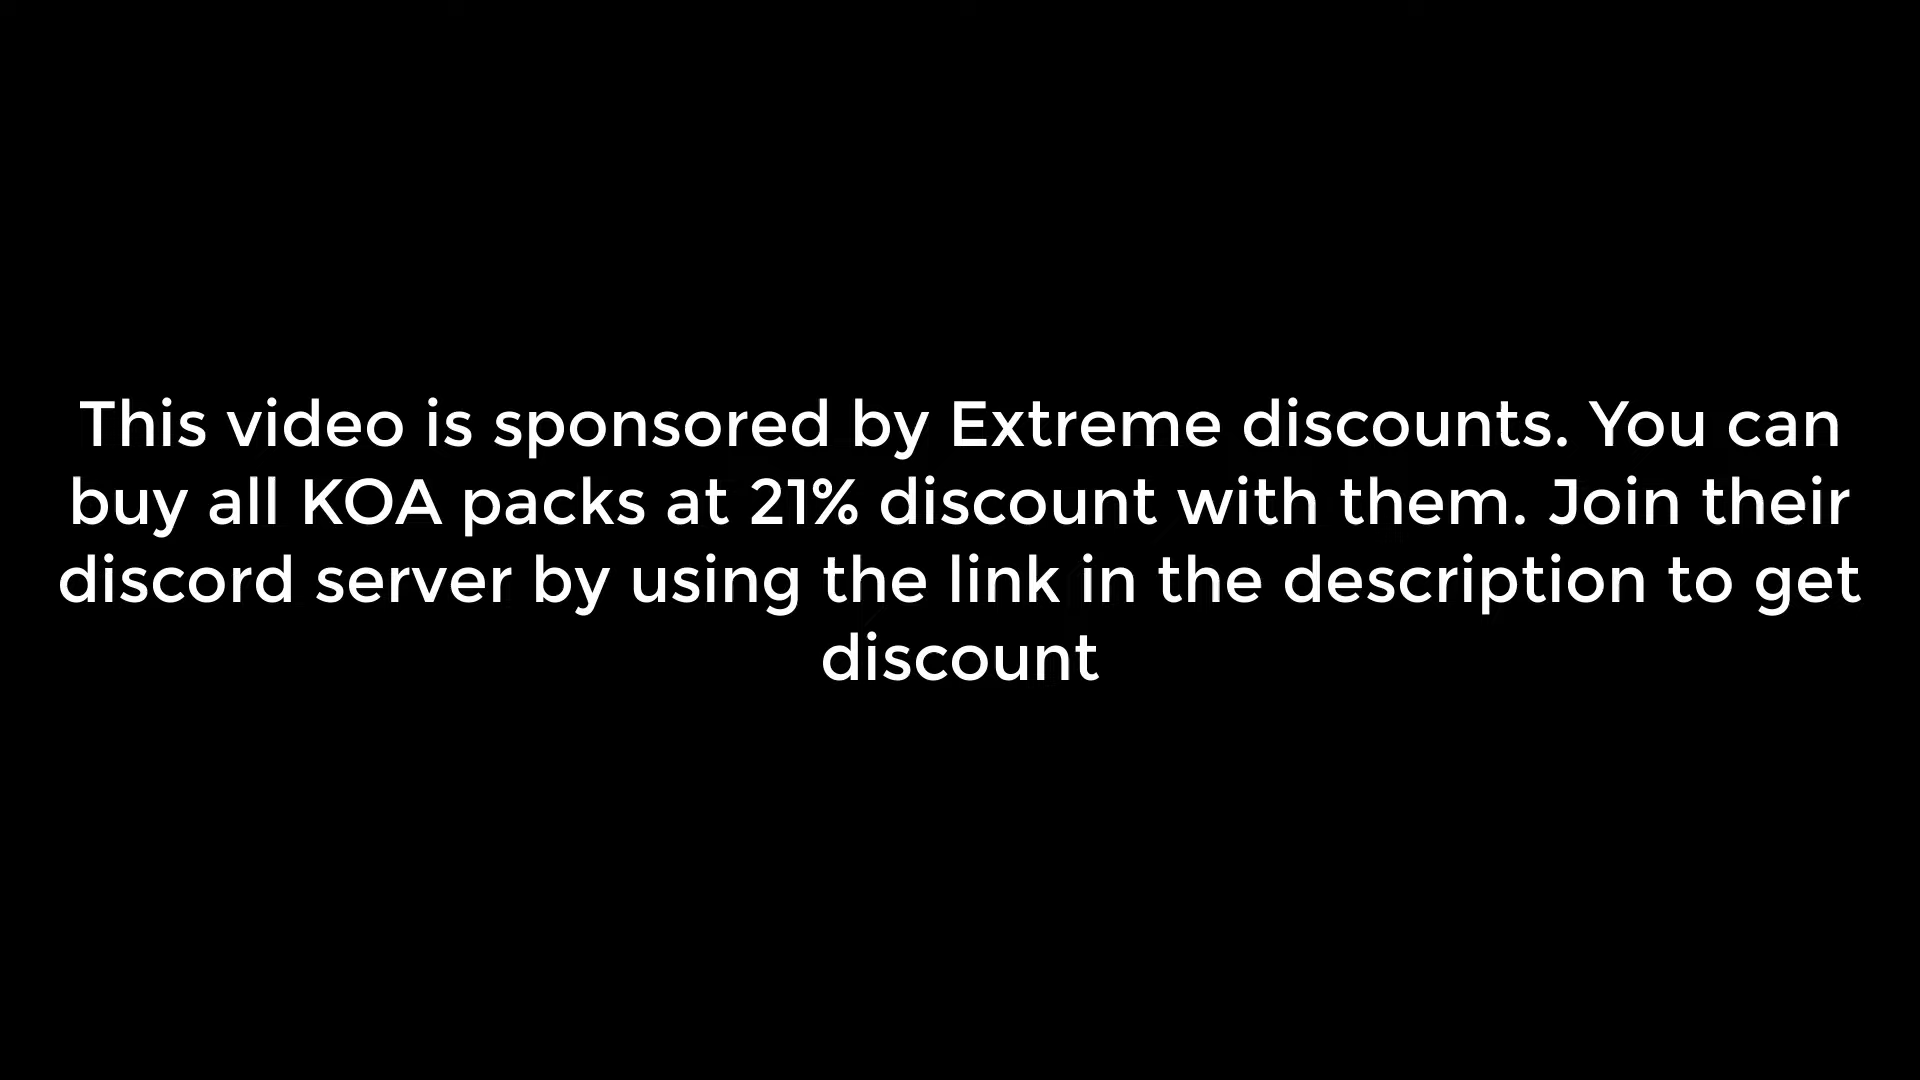 This video is sponsored by Extreme discounts. You can
buy all KOA packs at 21% discount with them. Join their
discord server by using the link in the description to get
discount